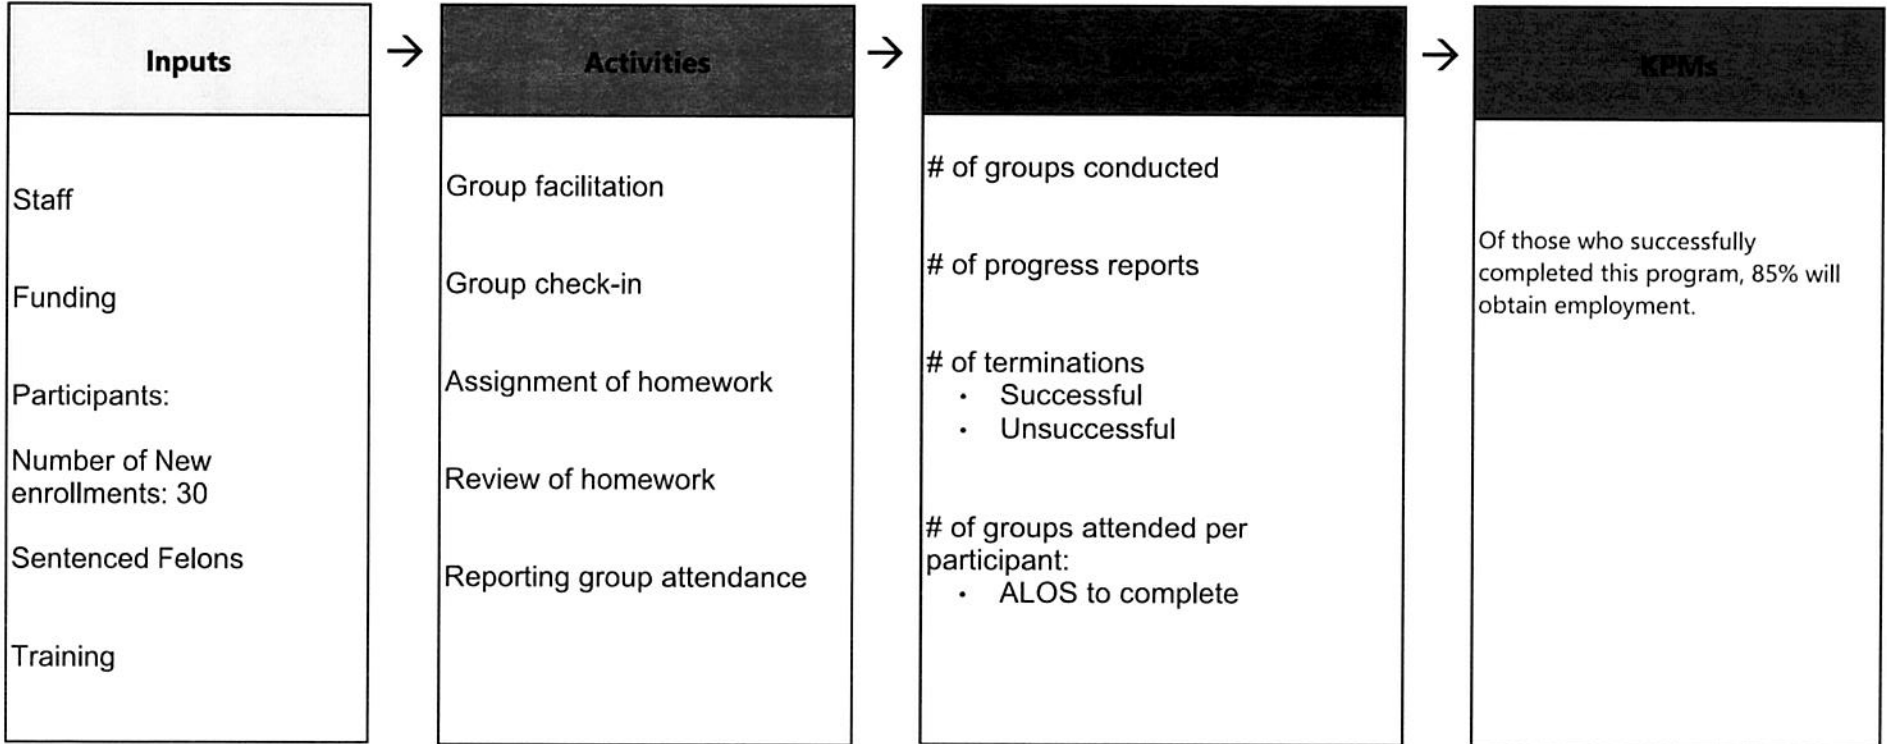 Inputs
→
Activities
→
→
KPMs
Staff
Funding
Participants:
Number of New
enrollments: 30
Sentenced Felons
Training
Group facilitation
Group check-in
Assignment of homework
Review of homework
Reporting group attendance
# of groups conducted
# of progress reports
# of terminations
• Successful
• Unsuccessful
# of groups attended per
participant:
• ALOS to complete
Of those who successfully
completed this program, 85% will
obtain employment.